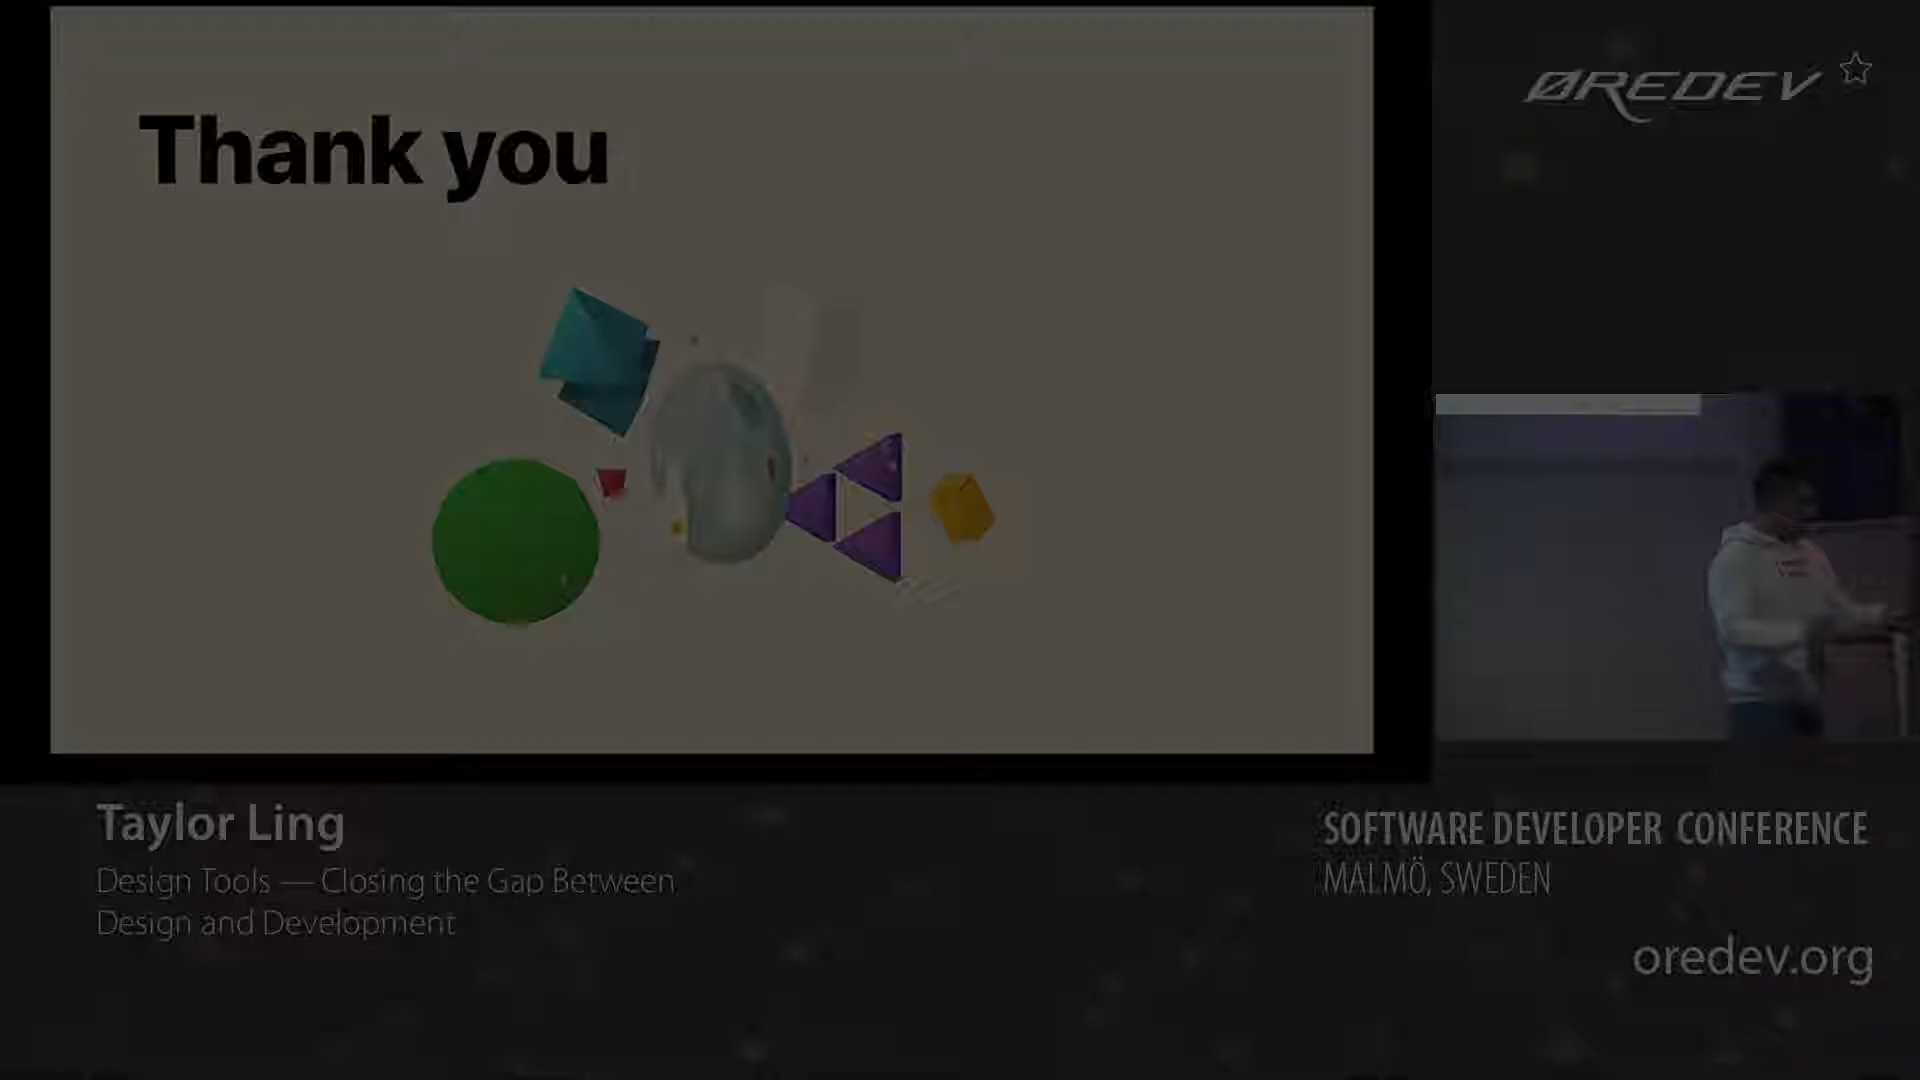 Thank you
ØREDEV
Taylor Ling
Design Tools — Closing the Gap Between
Design and Development
SOFTWARE DEVELOPER CONFERENCE
MALMÖ, SWEDEN
oredev.org